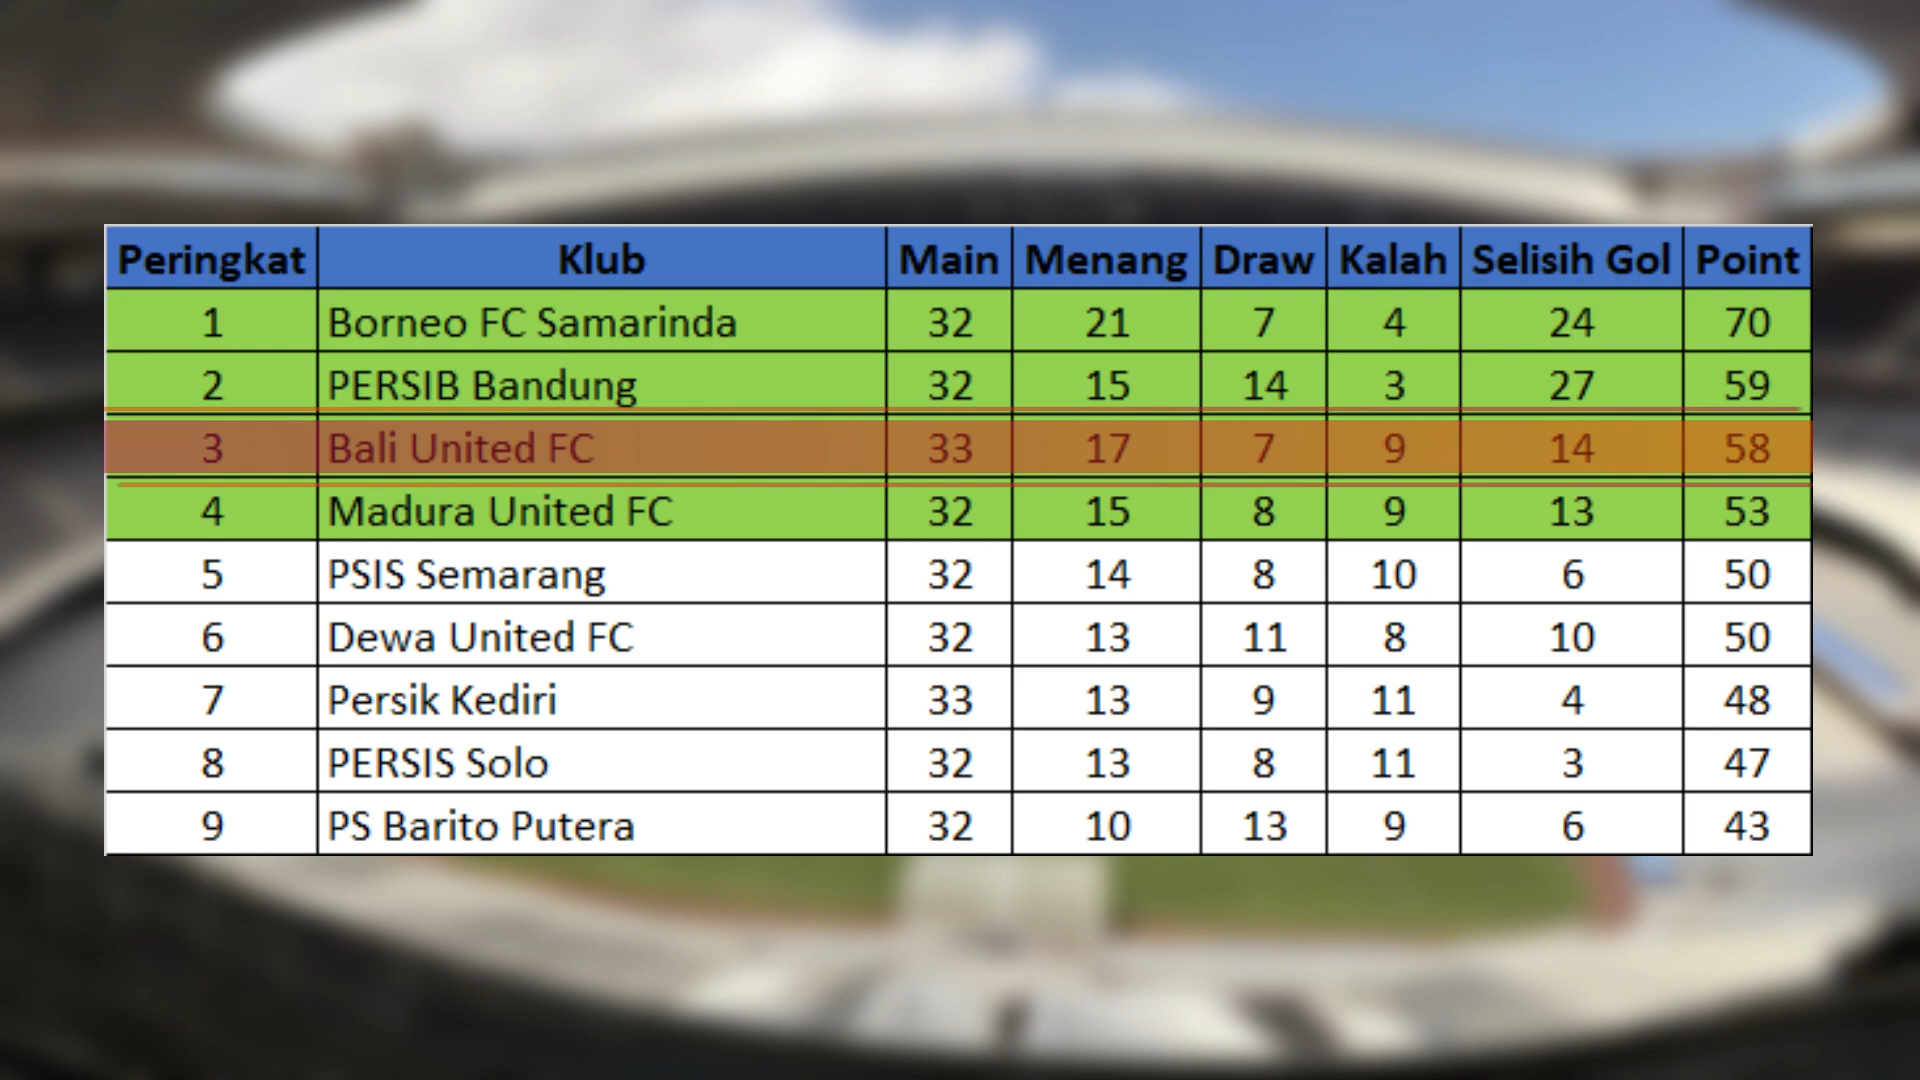 Peringkat Klub Main Menang Draw Kalah Selisih Gol Point
1 Borneo FC Samarinda 32 21 7 4 24 70
2 PERSIB Bandung 32 15 14 3 27 59
3 Bali United FC 33 17 7 9 14 58
4 Madura United FC 32 15 8 9 13 53
5 PSIS Semarang 32 14 8 10 6 50
6 Dewa United FC 32 13 11 8 10 50
7 Persik Kediri 33 13 9 11 4 48
8 PERSIS Solo 32 13 8 11 3 47
9 PS Barito Putera 32 10 13 9 6 43